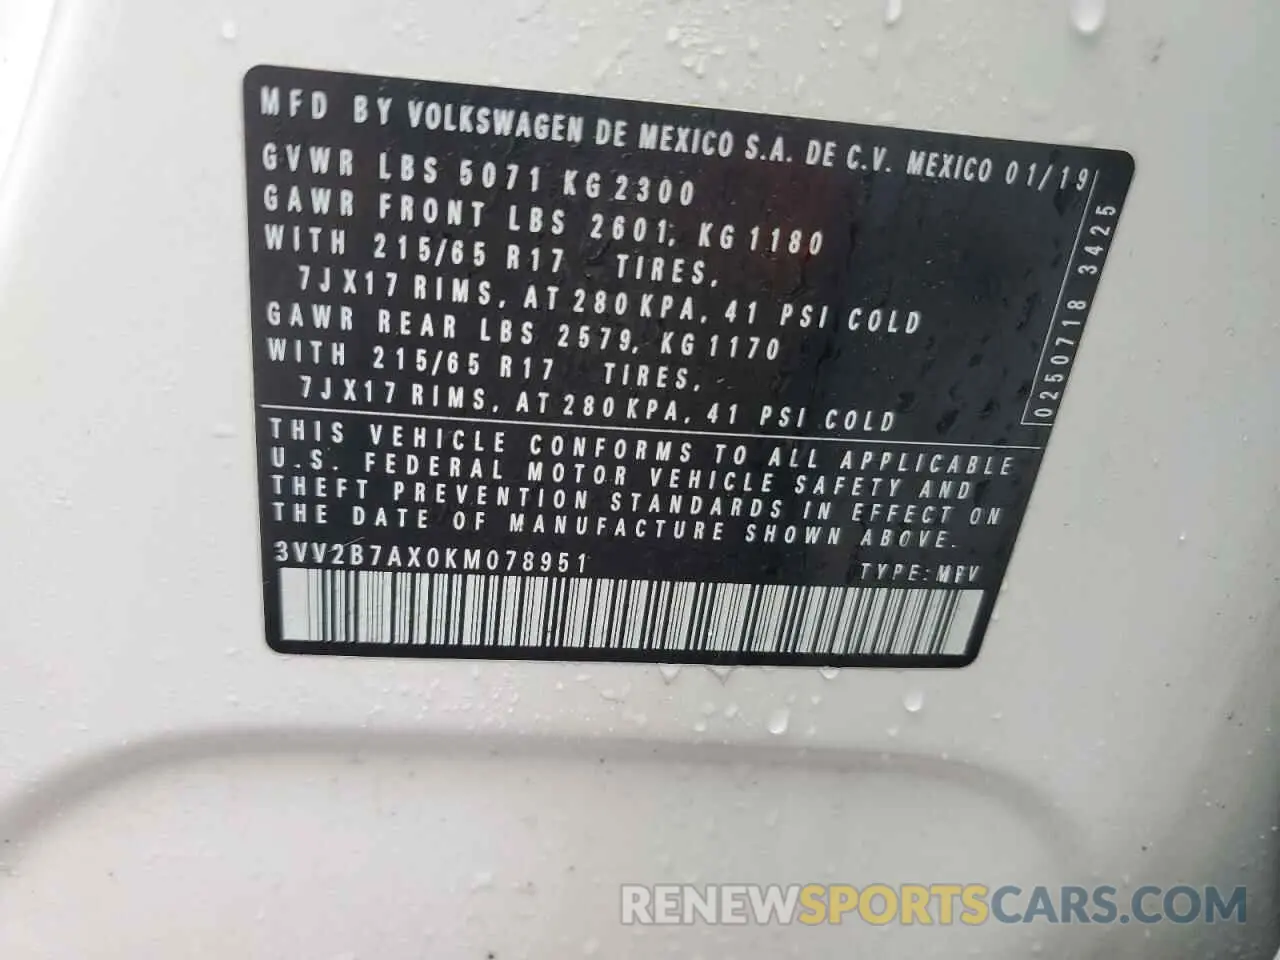 MFD BY VOLKSWAGEN DE MEXICO S.A. DE C.V. MEXICO 01/19
GVWR LBS 5071 KG 2300
GAWR FRONT LBS 2601, KG 1180
WITH 215/65 R17 TIRES,
7JX17 RIMS, AT 280 KPA, 41 PSI COLD
GAWR REAR LBS 2579, KG 1170
WITH 215/65 R17 TIRES,
7JX17 RIMS, AT 280 KPA, 41 PSI COLD
0250718 3425
THIS VEHICLE CONFORMS TO ALL APPLICABLE
U.S. FEDERAL MOTOR VEHICLE SAFETY AND
THEFT PREVENTION STANDARDS IN EFFECT ON
THE DATE OF MANUFACTURE SHOWN ABOVE.
3VV2B7AX0KM078951 TYPE: MPV
RENEWSPORTSCARS.COM